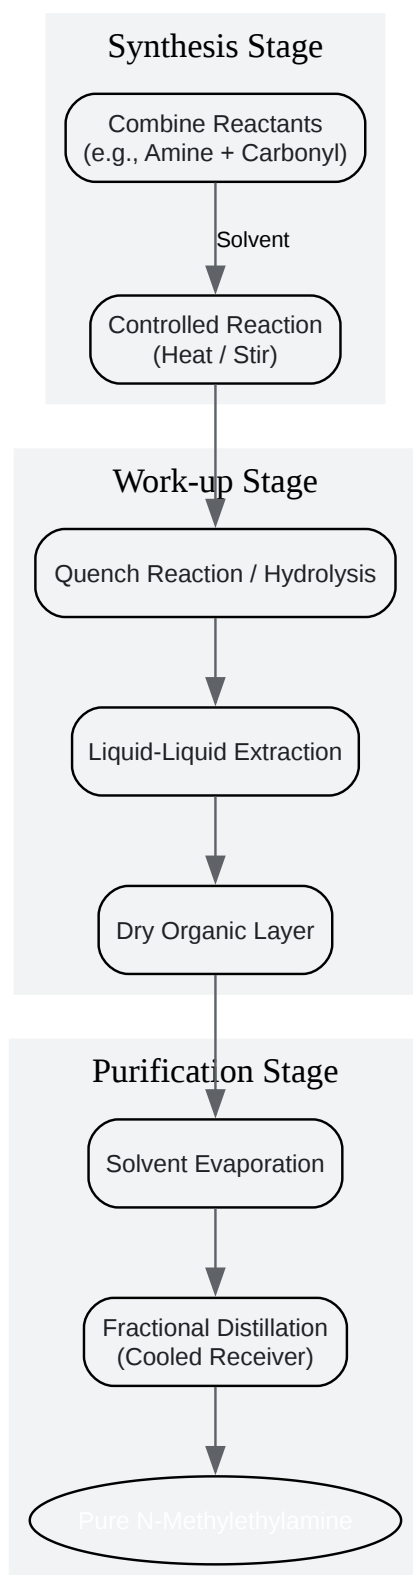 Synthesis Stage
Combine Reactants
(e.g., Amine + Carbonyl)
Solvent
Controlled Reaction
(Heat / Stir)
Work-up Stage
Quench Reaction / Hydrolysis
Liquid-Liquid Extraction
Dry Organic Layer
Purification Stage
Solvent Evaporation
Fractional Distillation
(Cooled Receiver)
Pure N-Methylethylamine